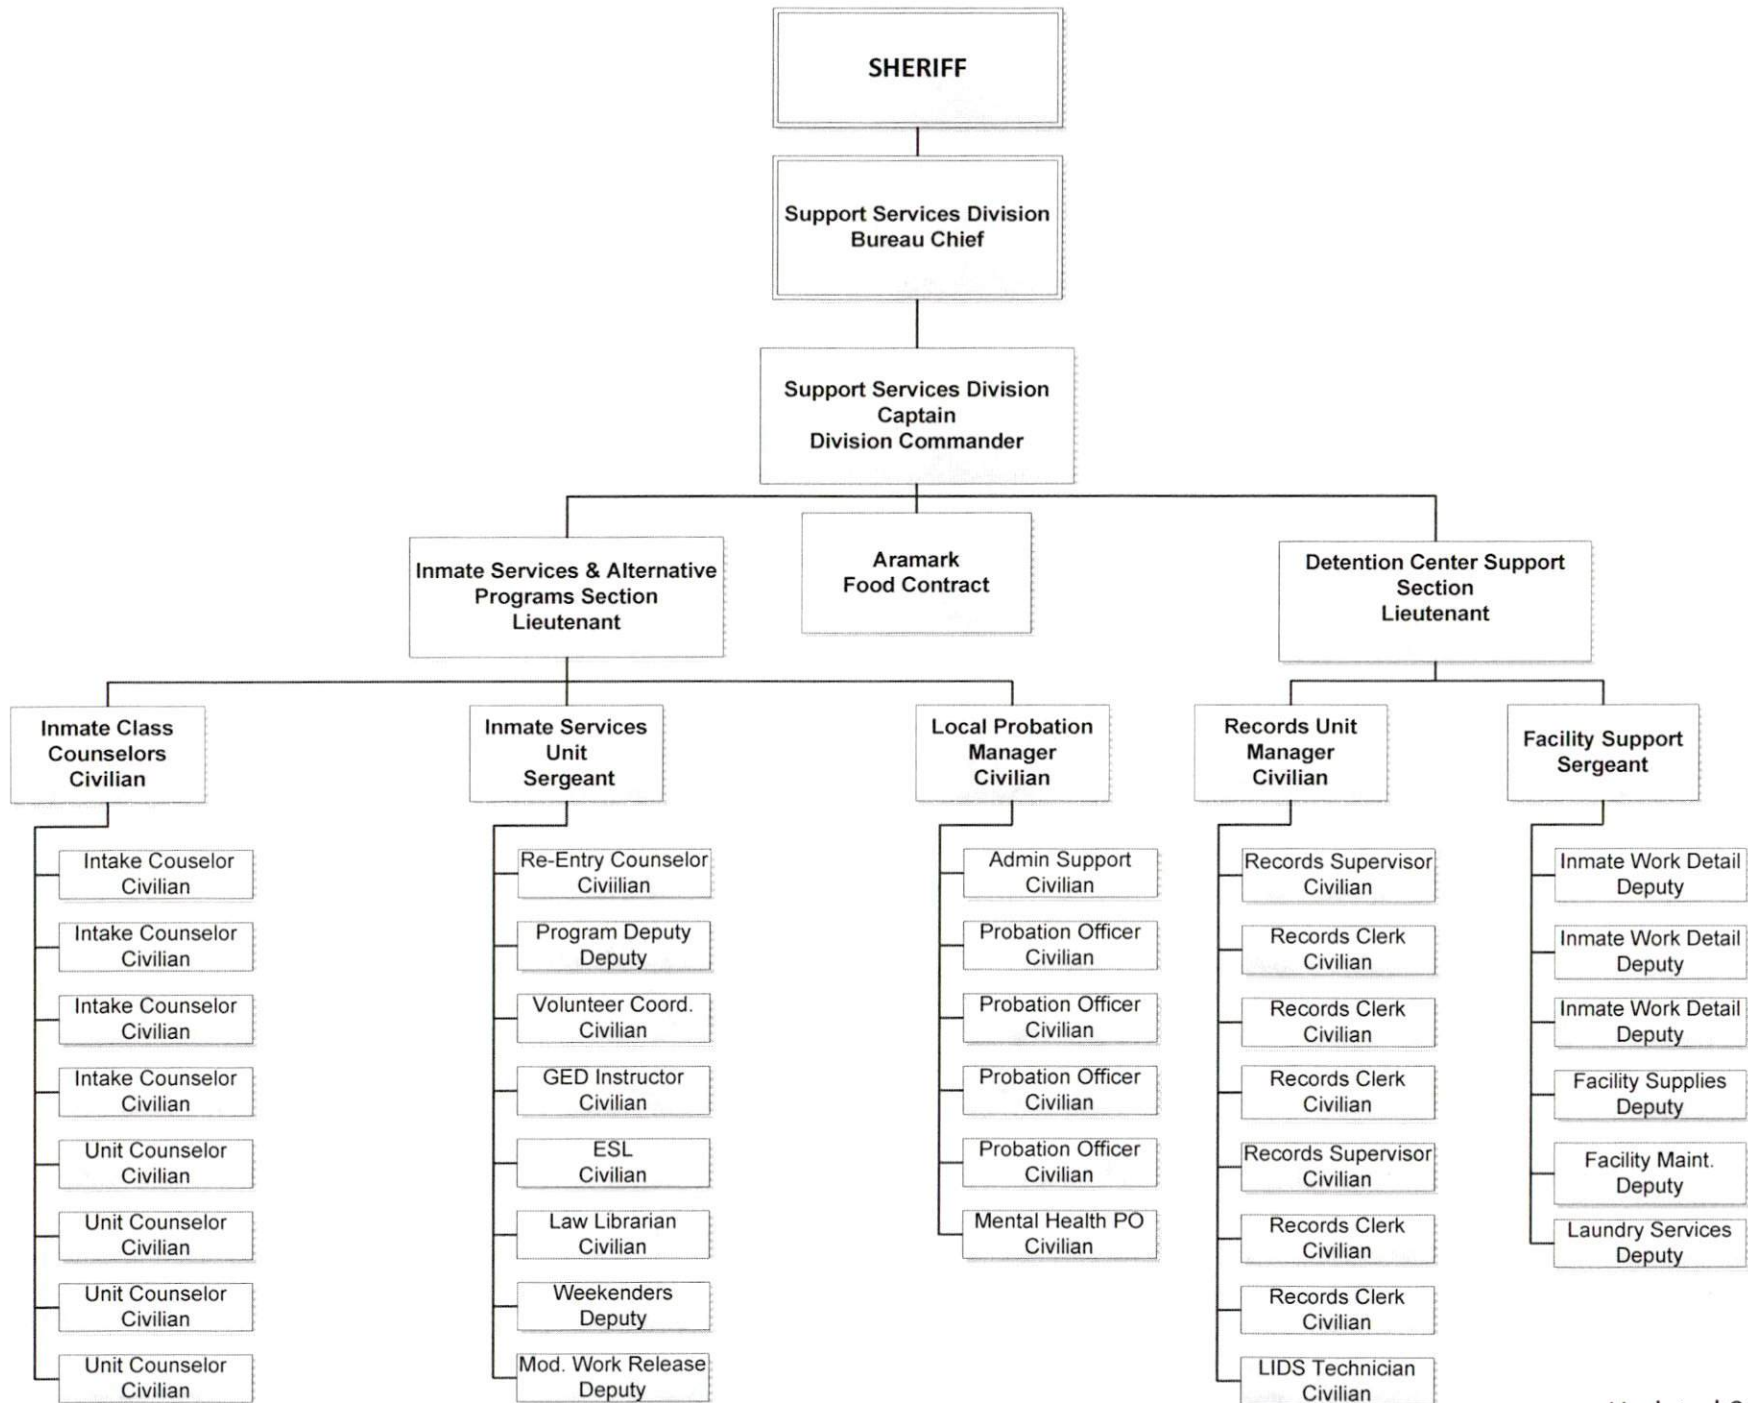 SHERIFF
Support Services Division
Bureau Chief
Support Services Division
Captain
Division Commander
Inmate Services & Alternative
Programs Section
Lieutenant
Aramark
Food Contract
Detention Center Support
Section
Lieutenant
Inmate Class
Counselors
Civilian
Inmate Services
Unit
Sergeant
Local Probation
Manager
Civilian
Records Unit
Manager
Civilian
Facility Support
Sergeant
Intake Couselor
Civilian
Intake Counselor
Civilian
Intake Counselor
Civilian
Intake Counselor
Civilian
Unit Counselor
Civilian
Unit Counselor
Civilian
Unit Counselor
Civilian
Unit Counselor
Civilian
Re-Entry Counselor
Civiilian
Program Deputy
Deputy
Volunteer Coord.
Civilian
GED Instructor
Civilian
ESL
Civilian
Law Librarian
Civilian
Weekenders
Deputy
Mod. Work Release
Deputy
Admin Support
Civilian
Probation Officer
Civilian
Probation Officer
Civilian
Probation Officer
Civilian
Probation Officer
Civilian
Mental Health PO
Civilian
Records Supervisor
Civilian
Records Clerk
Civilian
Records Clerk
Civilian
Records Clerk
Civilian
Records Supervisor
Civilian
Records Clerk
Civilian
Records Clerk
Civilian
LIDS Technician
Civilian
Inmate Work Detail
Deputy
Inmate Work Detail
Deputy
Inmate Work Detail
Deputy
Facility Supplies
Deputy
Facility Maint.
Deputy
Laundry Services
Deputy